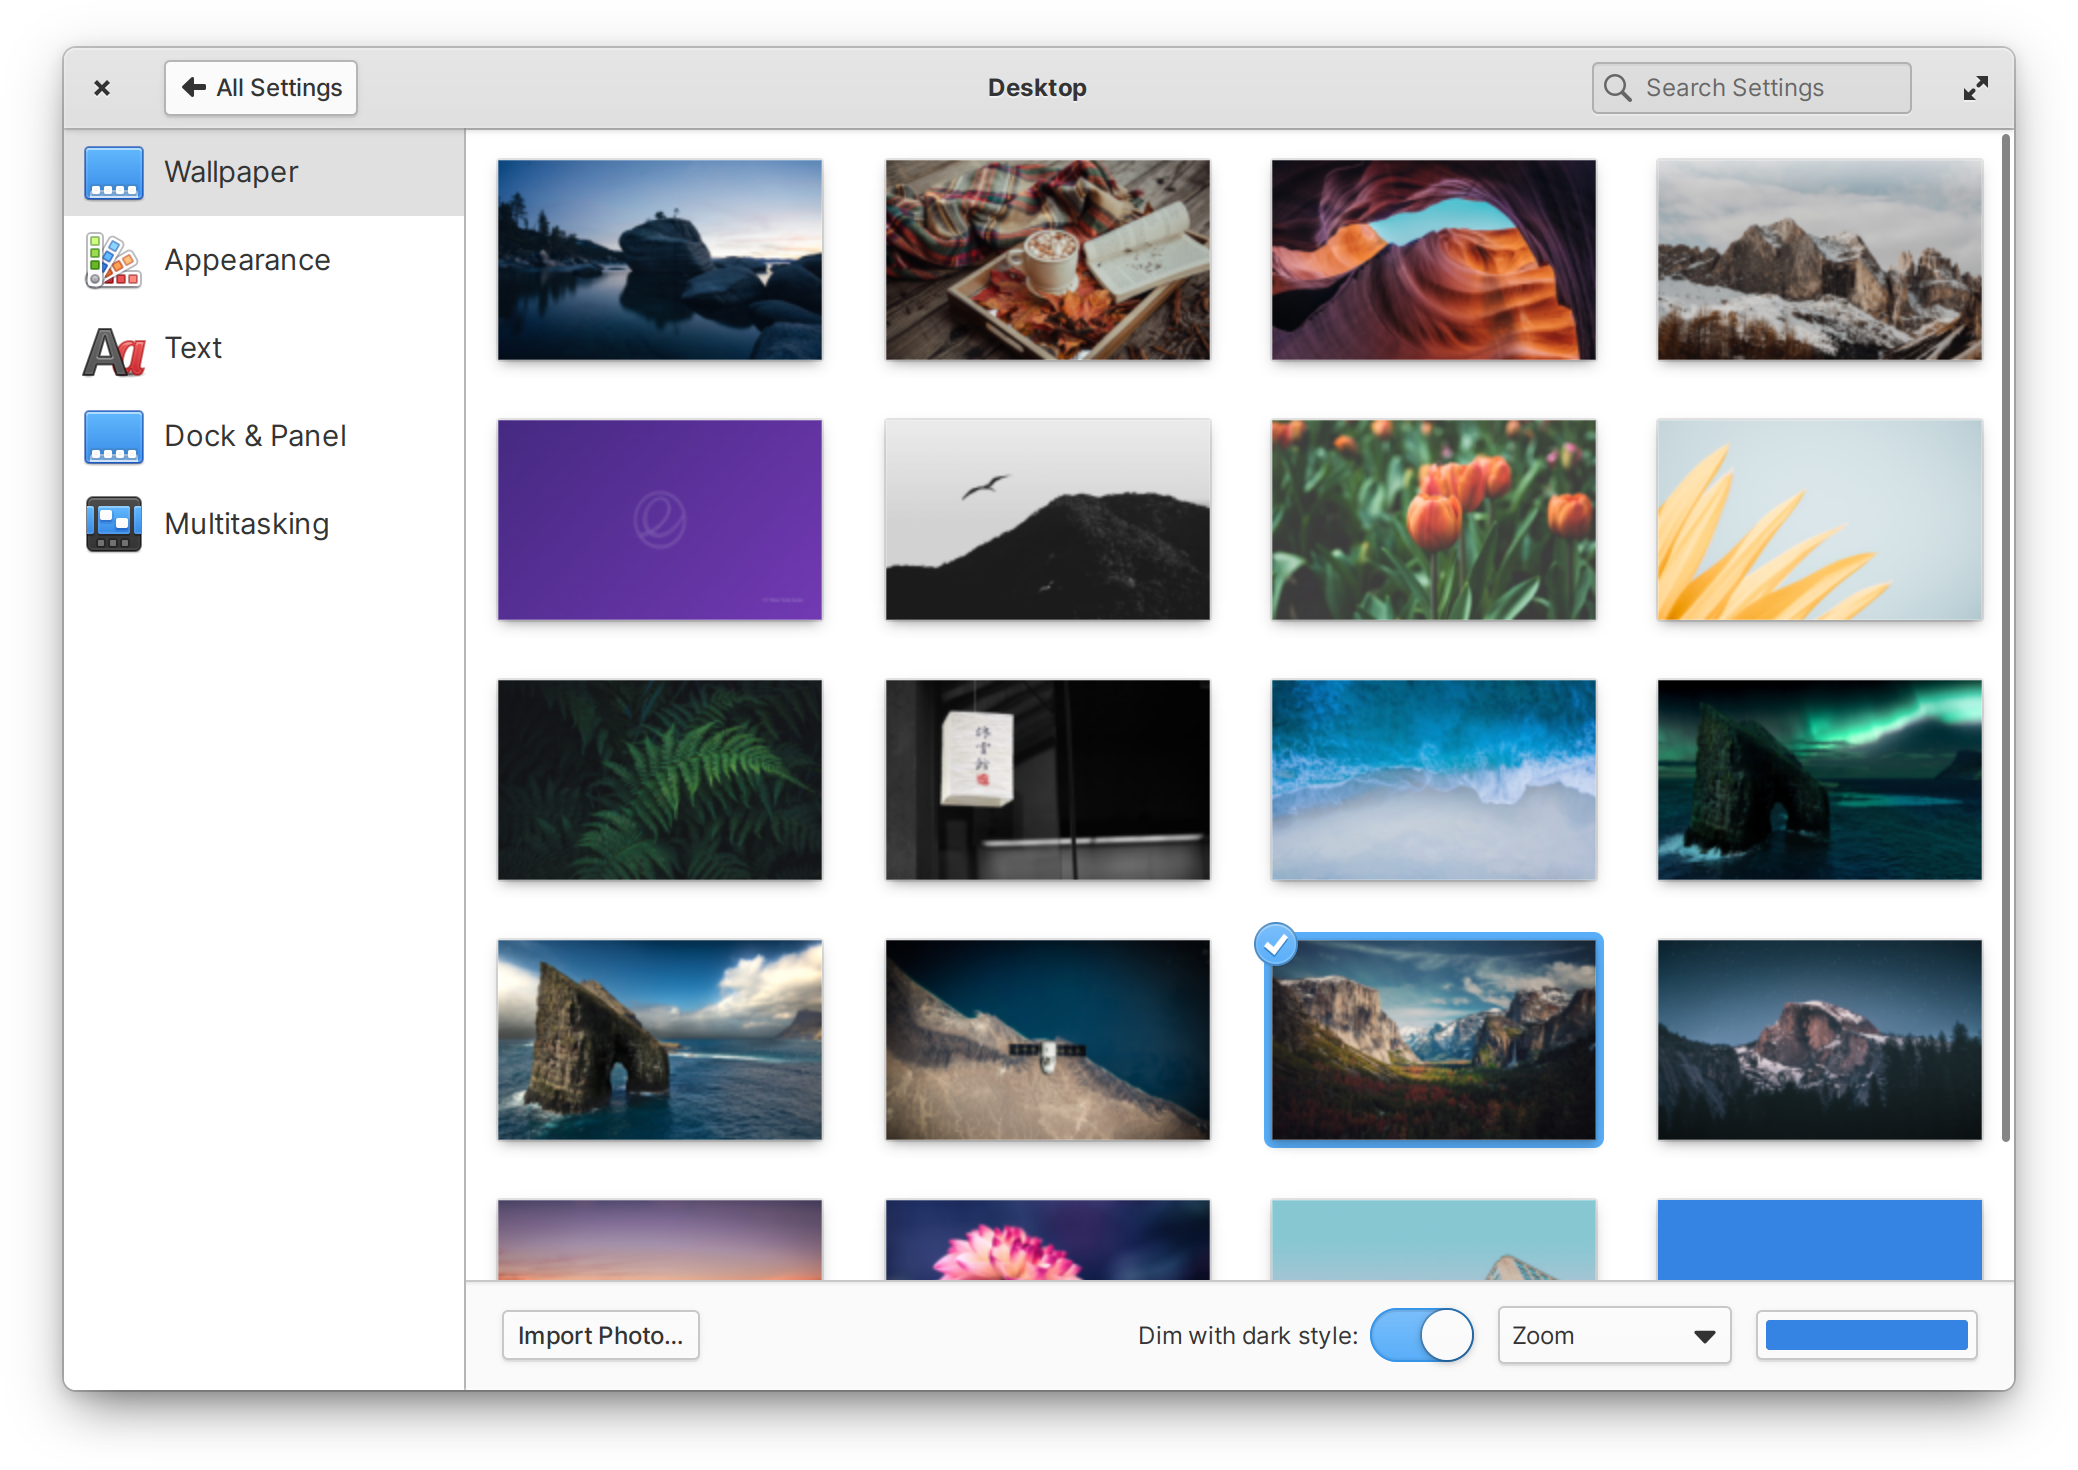 All Settings
Desktop
Search Settings
Wallpaper
Appearance
Text
Dock & Panel
Multitasking
Import Photo...
Dim with dark style:
Zoom